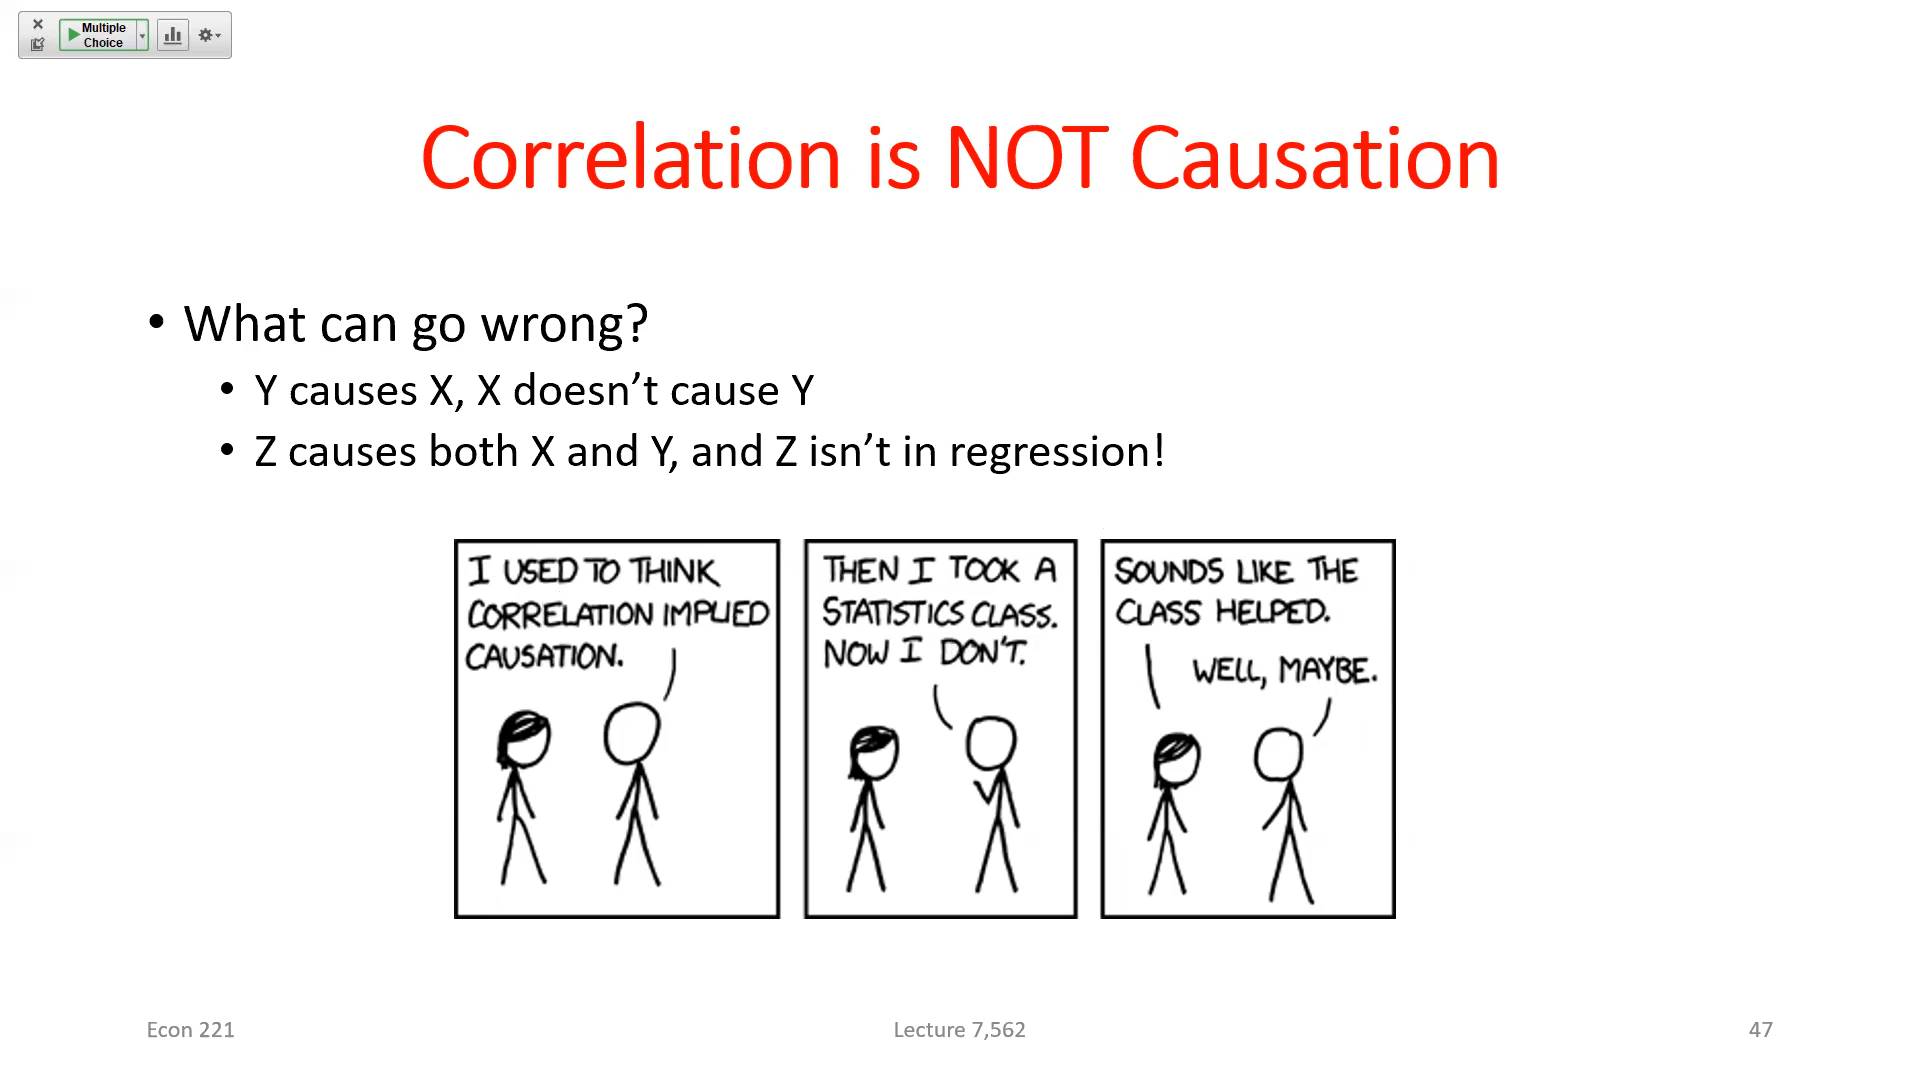 Multiple
Choice
Correlation is NOT Causation
• What can go wrong?
• Y causes X, X doesn’t cause Y
• Z causes both X and Y, and Z isn’t in regression!
I USED TO THINK
CORRELATION IMPLIED
CAUSATION.
THEN I TOOK A
STATISTICS CLASS.
NOW I DON'T.
SOUNDS LIKE THE
CLASS HELPED.
WELL, MAYBE.
Econ 221
Lecture 7,562
47